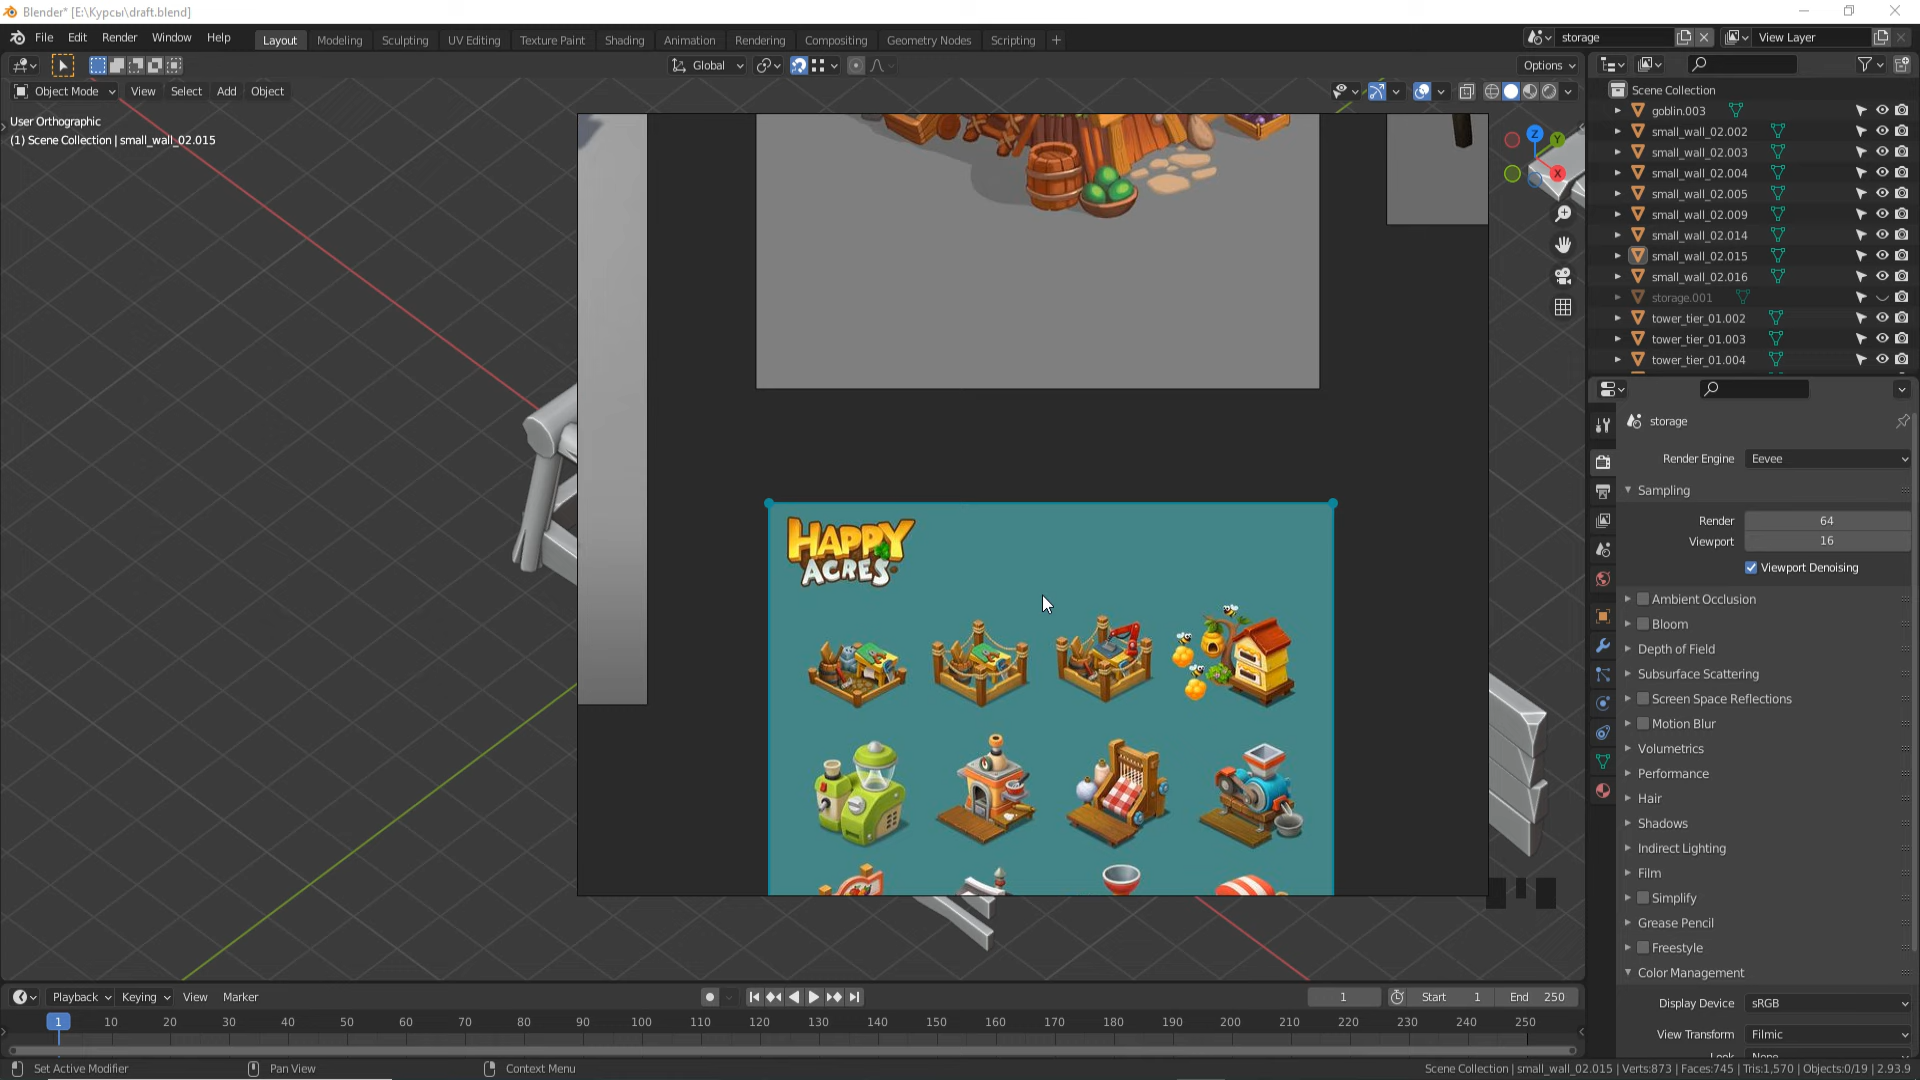 Blender* [E:\Курсы\draft.blend]
File Edit Render Window Help
Layout Modeling Sculpting UV Editing Texture Paint Shading Animation Rendering Compositing Geometry Nodes Scripting +
storage View Layer
Global Options
Object Mode View Select Add Object
User Orthographic
(1) Scene Collection | small_wall_02.015
Z
Y
X
HAPPY
ACRES
Scene Collection
goblin.003
small_wall_02.002
small_wall_02.003
small_wall_02.004
small_wall_02.005
small_wall_02.009
small_wall_02.014
small_wall_02.015
small_wall_02.016
storage.001
tower_tier_01.002
tower_tier_01.003
tower_tier_01.004
storage
Render Engine Eevee
Sampling
Render 64
Viewport 16
Viewport Denoising
Ambient Occlusion
Bloom
Depth of Field
Subsurface Scattering
Screen Space Reflections
Motion Blur
Volumetrics
Performance
Hair
Shadows
Indirect Lighting
Film
Simplify
Grease Pencil
Freestyle
Color Management
Display Device sRGB
View Transform Filmic
Look None
Playback Keying View Marker
1 Start 1 End 250
1 10 20 30 40 50 60 70 80 90 100 110 120 130 140 150 160 170 180 190 200 210 220 230 240 250
Set Active Modifier Pan View Context Menu
Scene Collection | small_wall_02.015 | Verts:873 | Faces:745 | Tris:1,570 | Objects:0/19 | 2.93.9